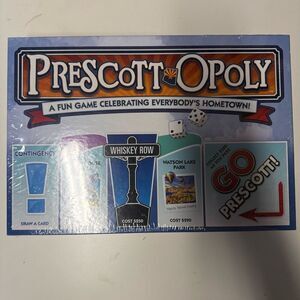 PRESCOTT OPOLY
A FUN GAME CELEBRATING EVERYBODY'S HOMETOWN!
CONTINGENCY
DRAW A CARD
WHISKEY ROW
COST $350
WATSON LAKE
PARK
COST $290
GO
PRESCOTT!